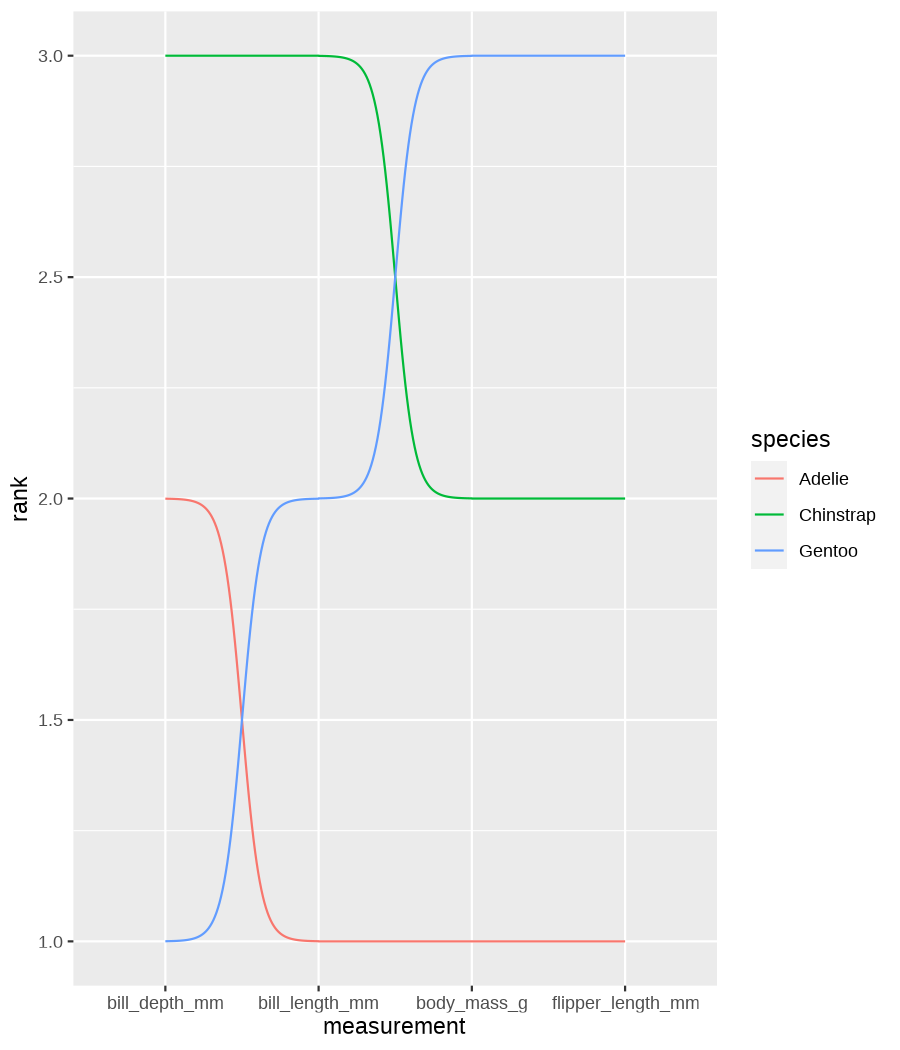 3.0
2.5
2.0
1.5
1.0
rank
bill_depth_mm bill_length_mm body_mass_g flipper_length_mm
measurement
species
Adelie
Chinstrap
Gentoo